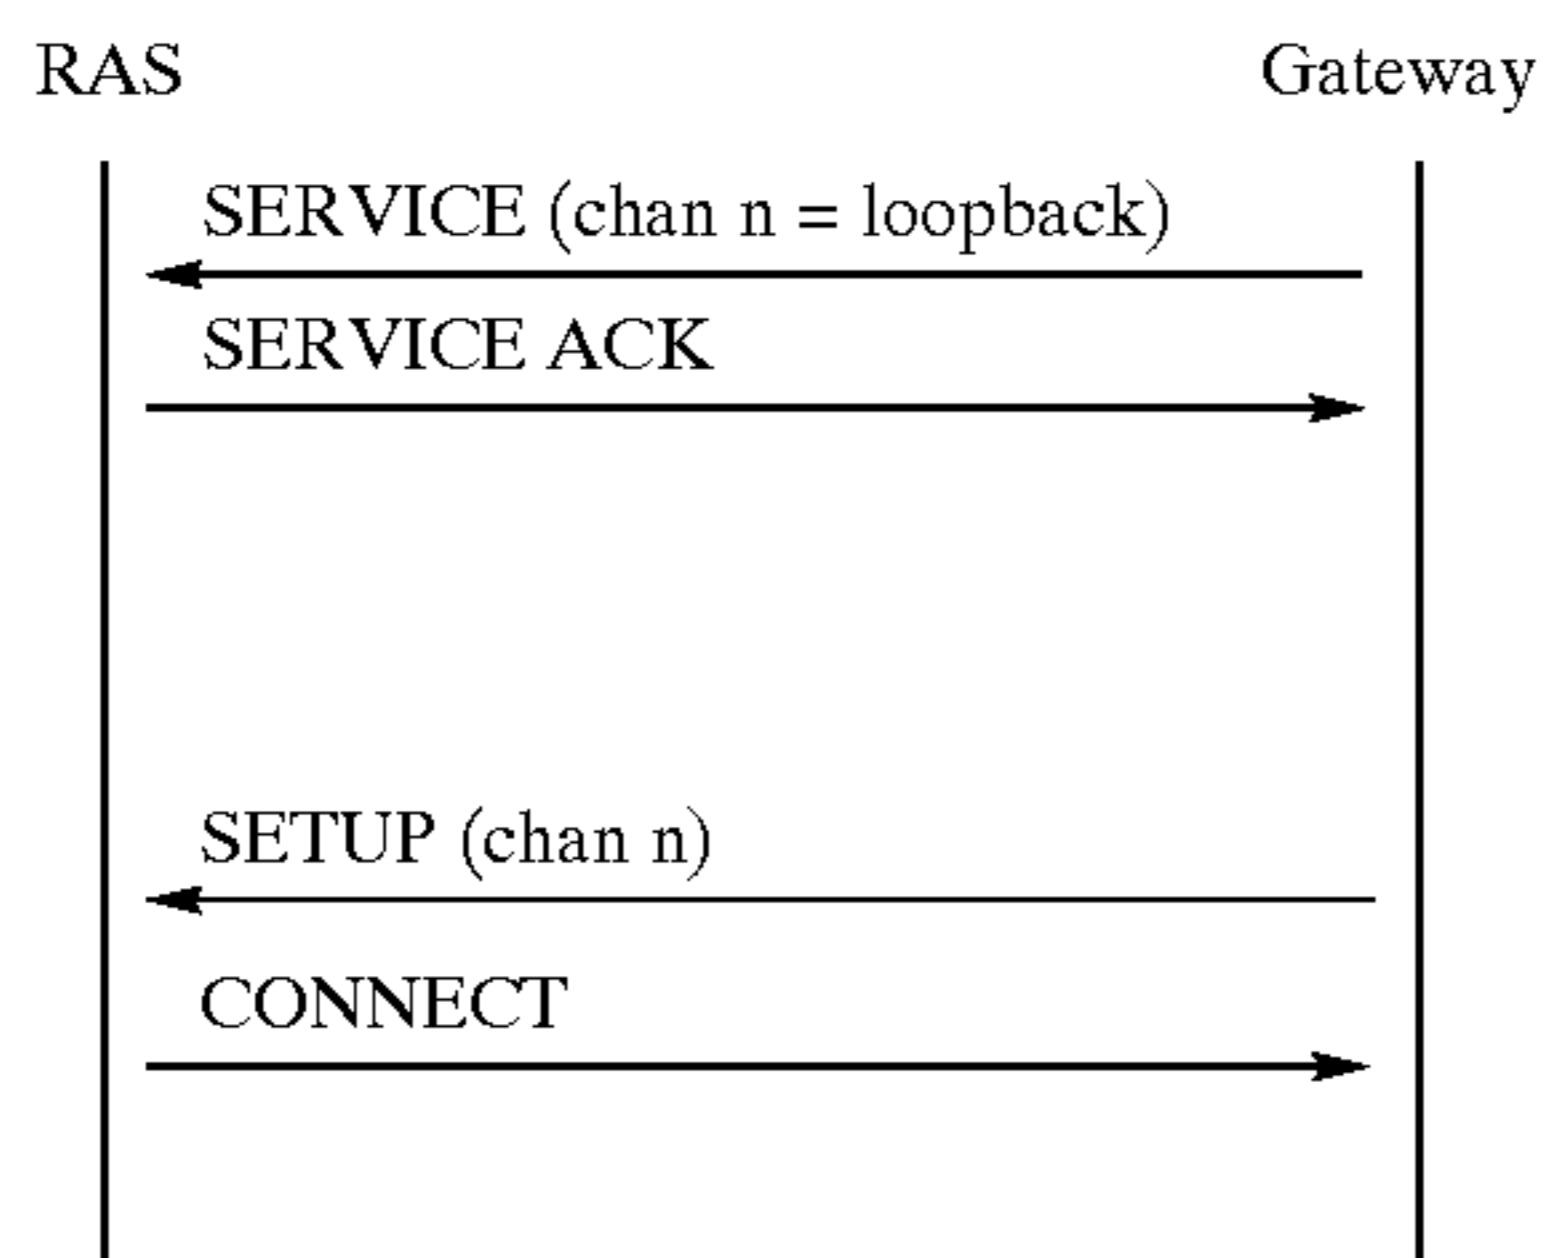 RAS Gateway
SERVICE (chan n = loopback)
SERVICE ACK
SETUP (chan n)
CONNECT